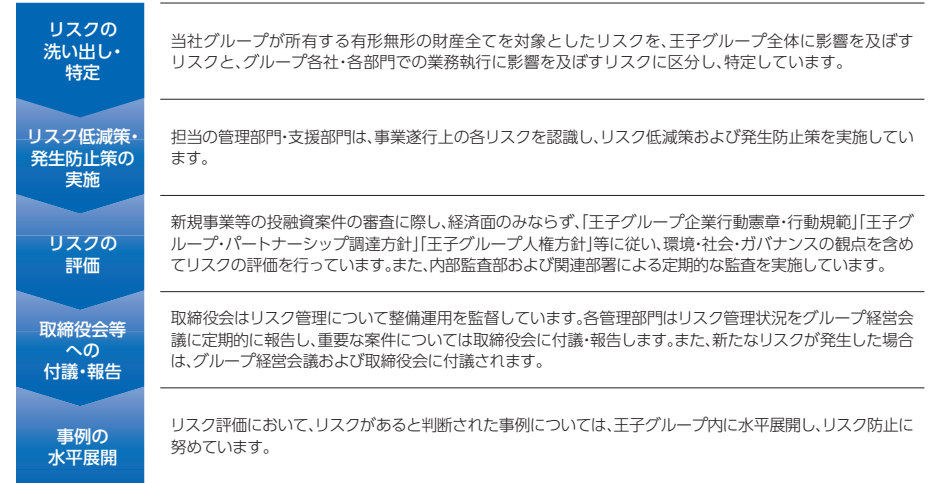 リスクの
洗い出し・
特定
当社グループが所有する有形無形の財産全てを対象としたリスクを、王子グループ全体に影響を及ぼす
リスクと、グループ各社・各部門での業務執行に影響を及ぼすリスクに区分し、特定しています。
リスク低減策・
発生防止策の
実施
担当の管理部門・支援部門は、事業遂行上の各リスクを認識し、リスク低減策および発生防止策を実施してい
ます。
リスクの
評価
新規事業等の投融資案件の審査に際し、経済面のみならず、「王子グループ企業行動憲章・行動規範」「王子グ
ループ・パートナーシップ調達方針」「王子グループ人権方針」等に従い、環境・社会・ガバナンスの観点を含め
てリスクの評価を行っています。また、内部監査部および関連部署による定期的な監査を実施しています。
取締役会等
への
付議・報告
取締役会はリスク管理について整備運用を監督しています。各管理部門はリスク管理状況をグループ経営会
議に定期的に報告し、重要な案件については取締役会に付議・報告します。また、新たなリスクが発生した場合
は、グループ経営会議および取締役会に付議されます。
事例の
水平展開
リスク評価において、リスクがあると判断された事例については、王子グループ内に水平展開し、リスク防止に
努めています。